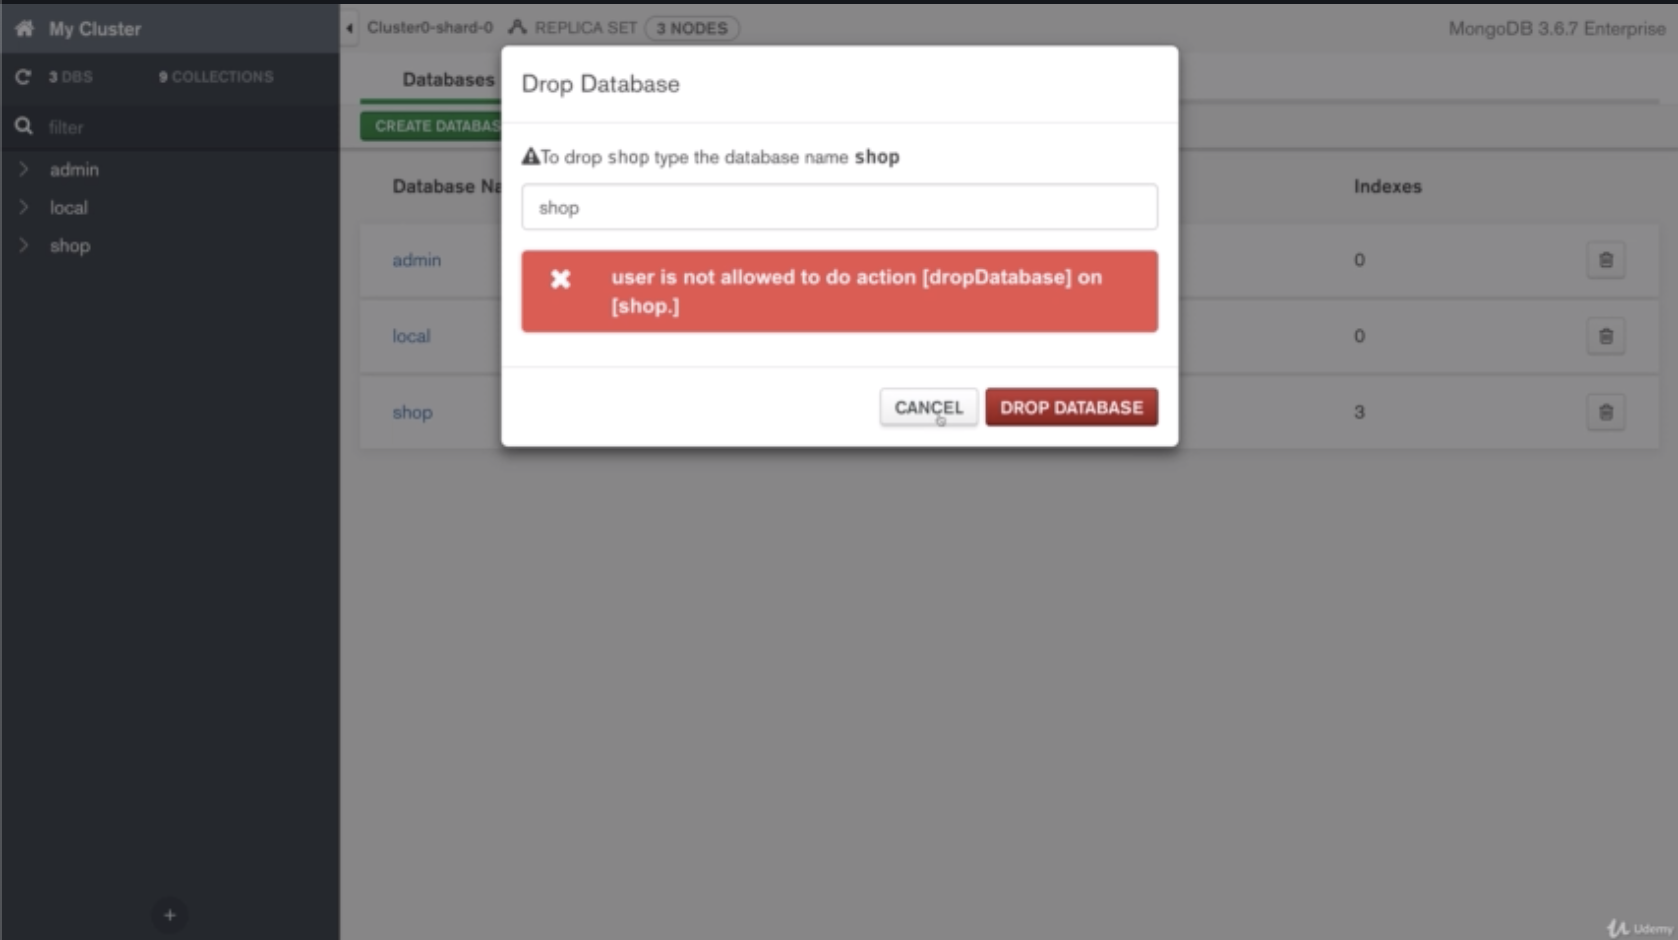 My Cluster
3 DBS 9 COLLECTIONS
filter
admin
local
shop
Cluster0-shard-0 REPLICA SET 3 NODES
MongoDB 3.6.7 Enterprise
Databases
CREATE DATABAS
Database Na
Indexes
admin 0
local 0
shop 3
Drop Database
To drop shop type the database name shop
shop
user is not allowed to do action [dropDatabase] on
[shop.]
CANCEL DROP DATABASE
Udemy